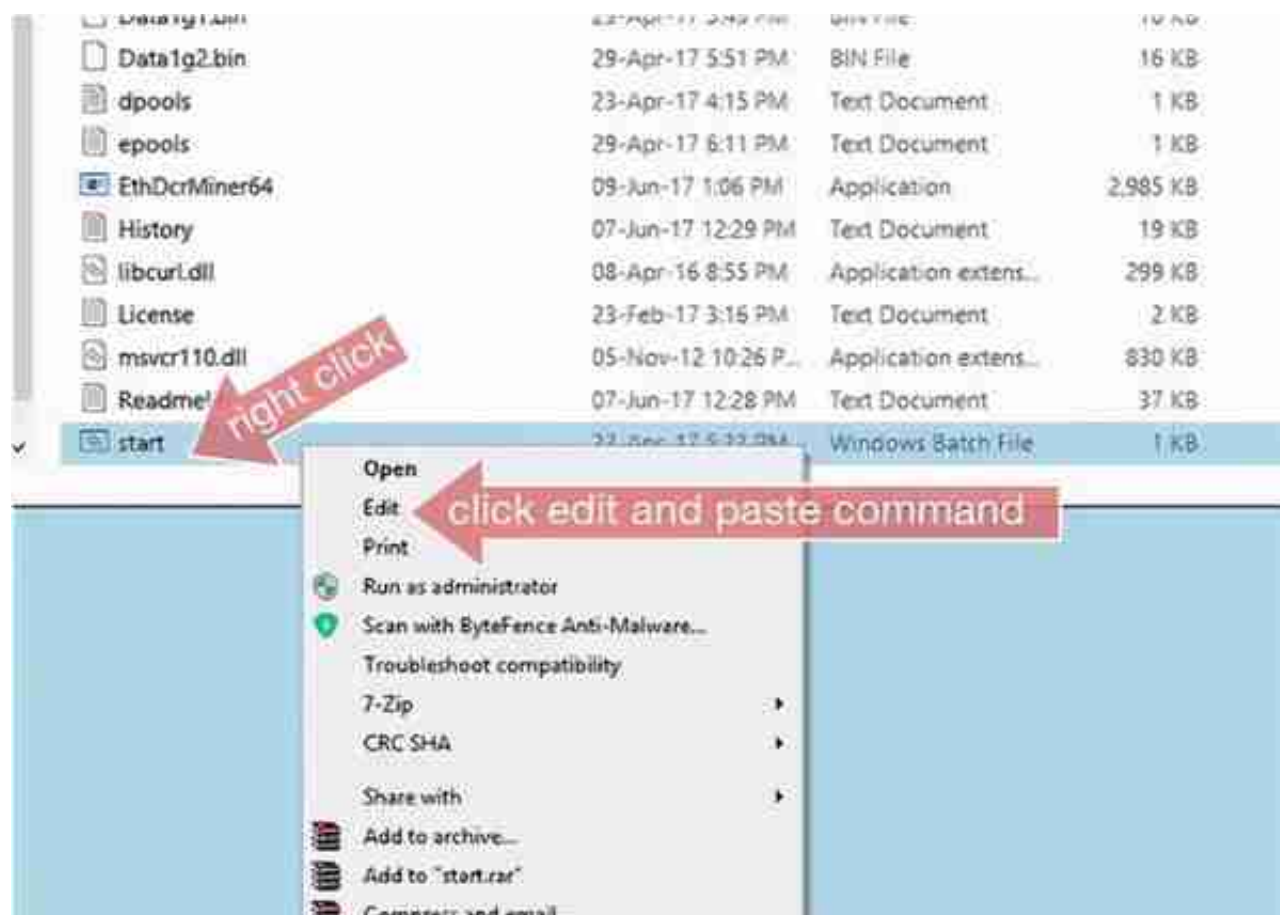 Data1g2.bin 29-Apr-17 5:51 PM BIN File 16 KB
dpools 23-Apr-17 4:15 PM Text Document 1 KB
epools 29-Apr-17 6:11 PM Text Document 1 KB
EthDcrMiner64 09-Jun-17 1:06 PM Application 2,985 KB
History 07-Jun-17 12:29 PM Text Document 19 KB
libcurl.dll 08-Apr-16 8:55 PM Application extens... 299 KB
License 23-Feb-17 3:16 PM Text Document 2 KB
msvcr110.dll 05-Nov-12 10:26 P... Application extens... 830 KB
Readme! 07-Jun-17 12:28 PM Text Document 37 KB
right click
start Windows Batch File 1 KB
Open
Edit
click edit and paste command
Print
Run as administrator
Scan with ByteFence Anti-Malware...
Troubleshoot compatibility
7-Zip
CRC SHA
Share with
Add to archive...
Add to "start.rar"
Compress and email